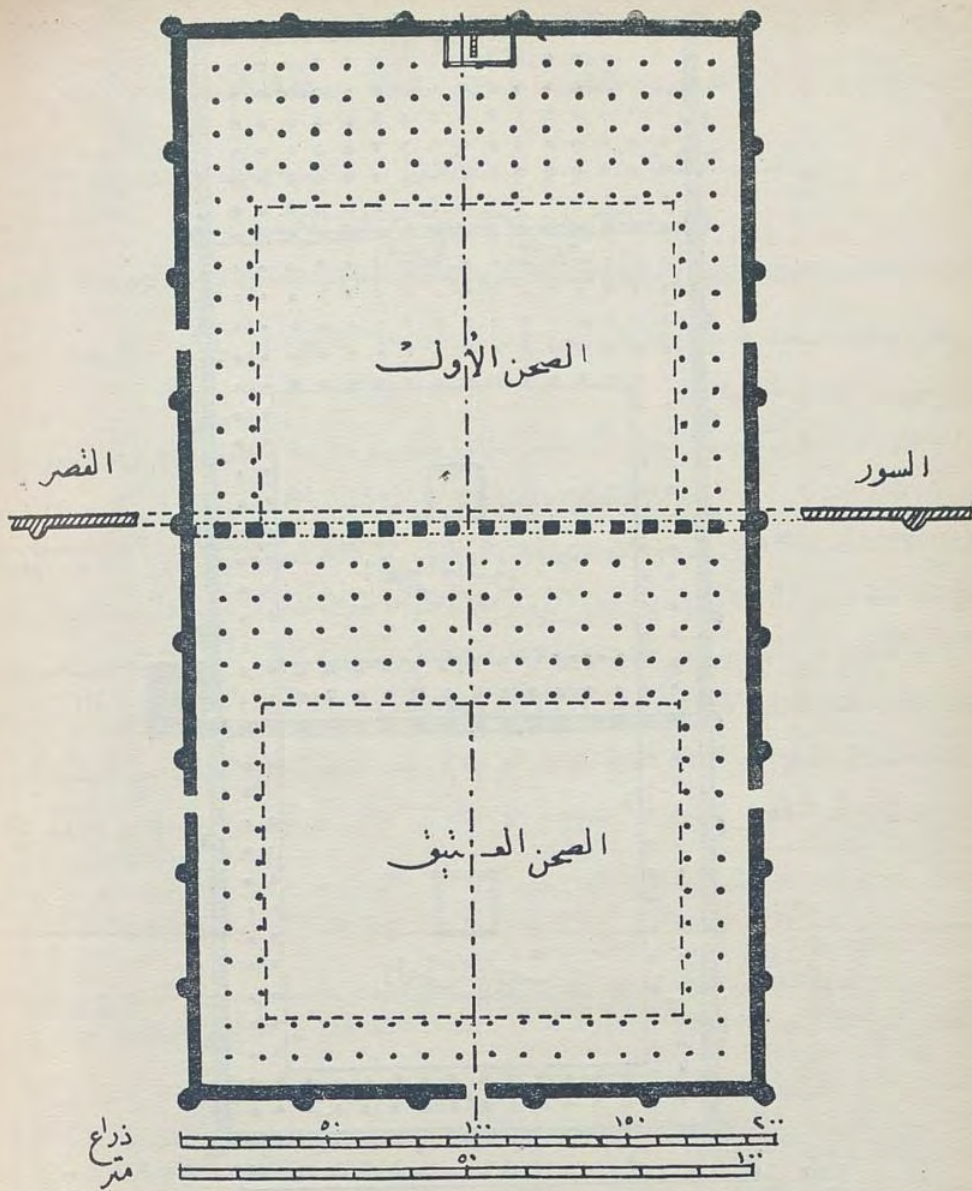 الصحن الأول
السور
القصر
الصحن العتيق
٥٠ ١٠٠ ١٥٠ ٢٠٠
ذراع
٥٠ ١٠٠
متر